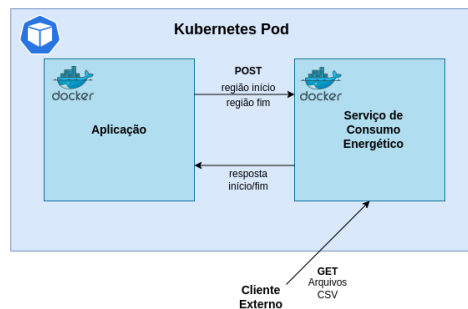 Kubernetes Pod
docker
Aplicação
POST
região início
região fim
resposta
início/fim
docker
Serviço de
Consumo
Energético
GET
Arquivos
CSV
Cliente
Externo